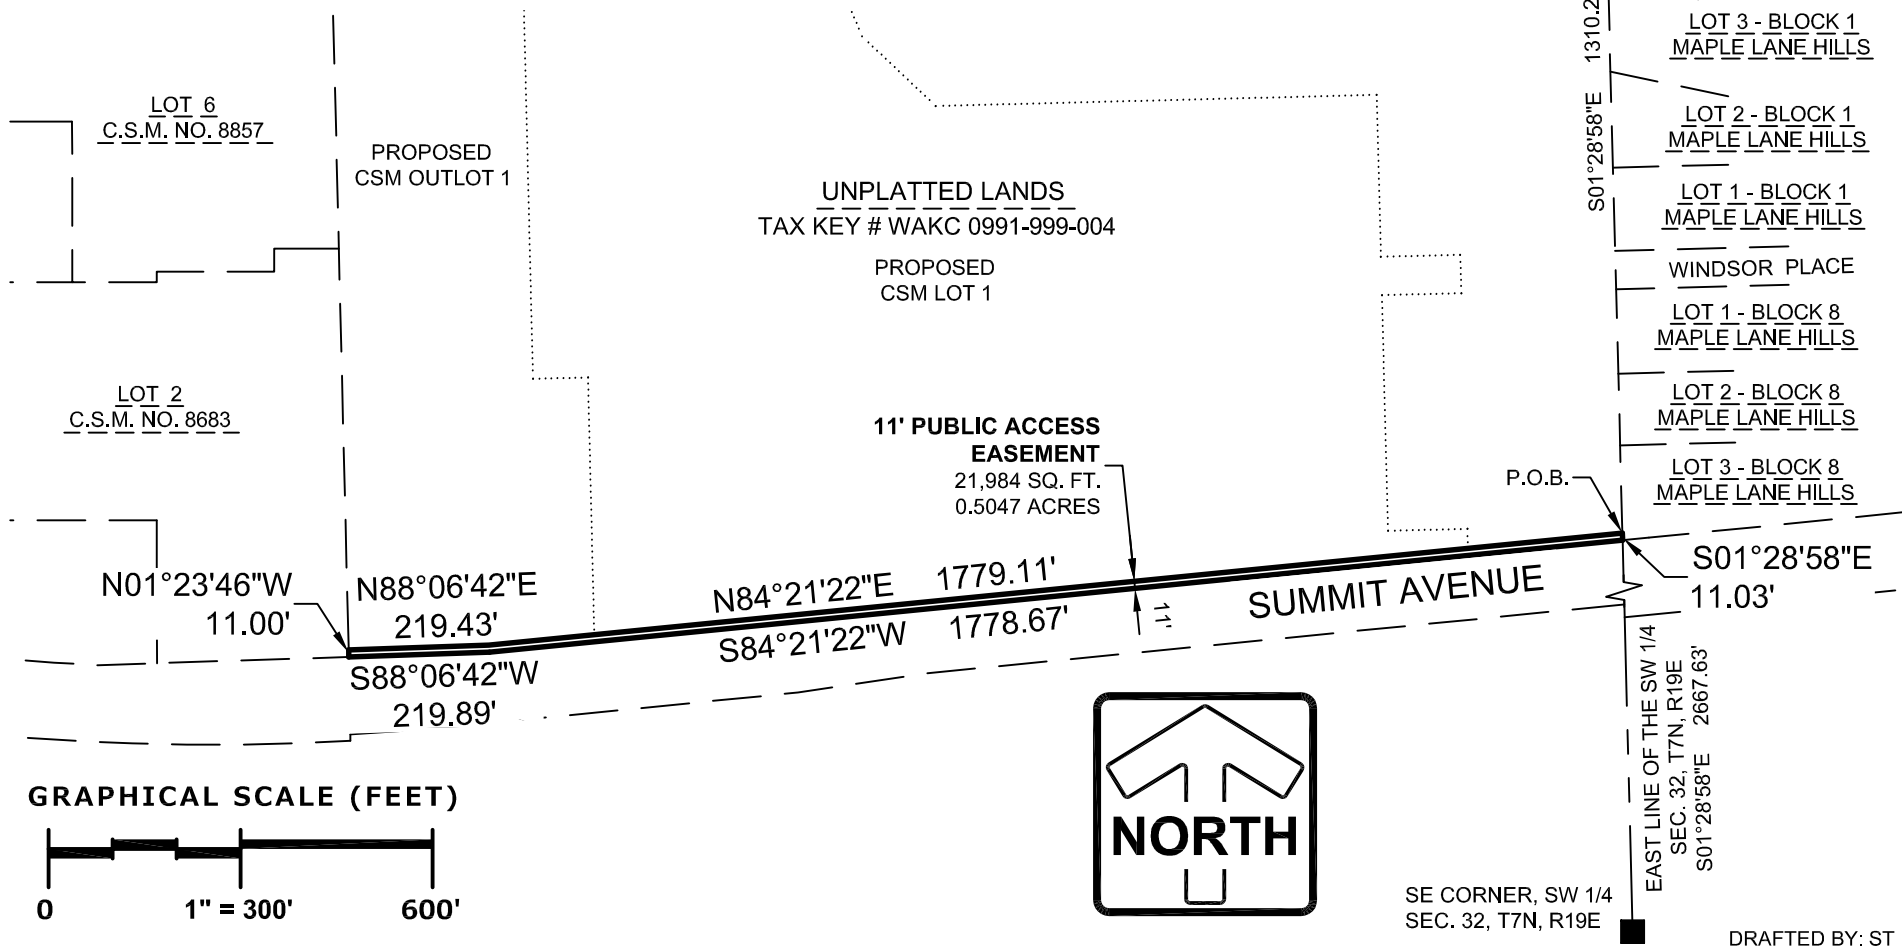 LOT 3 - BLOCK 1
MAPLE LANE HILLS
S01°28'58"E 1310.2
LOT 6
C.S.M. NO. 8857
LOT 2 - BLOCK 1
MAPLE LANE HILLS
PROPOSED
CSM OUTLOT 1
UNPLATTED LANDS
TAX KEY # WAKC 0991-999-004
PROPOSED
CSM LOT 1
LOT 1 - BLOCK 1
MAPLE LANE HILLS
WINDSOR PLACE
LOT 1 - BLOCK 8
MAPLE LANE HILLS
LOT 2
C.S.M. NO. 8683
LOT 2 - BLOCK 8
MAPLE LANE HILLS
11' PUBLIC ACCESS
EASEMENT
21,984 SQ. FT.
0.5047 ACRES
P.O.B.
LOT 3 - BLOCK 8
MAPLE LANE HILLS
N01°23'46"W
11.00'
N88°06'42"E
219.43'
S88°06'42"W
219.89'
N84°21'22"E 1779.11'
S84°21'22"W 1778.67'
11'
SUMMIT AVENUE
S01°28'58"E
11.03'
EAST LINE OF THE SW 1/4
SEC. 32, T7N, R19E
S01°28'58"E 2667.63'
GRAPHICAL SCALE (FEET)
0 1" = 300' 600'
NORTH
SE CORNER, SW 1/4
SEC. 32, T7N, R19E
DRAFTED BY: ST